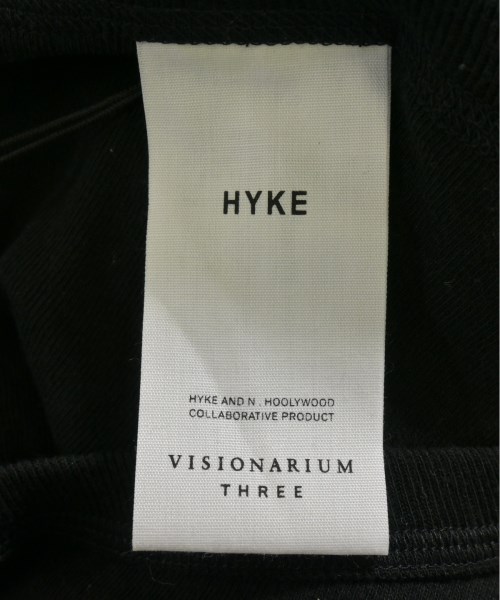 HYKE
HYKE AND N . HOOLYWOOD
COLLABORATIVE PRODUCT
VISIONARIUM
THREE